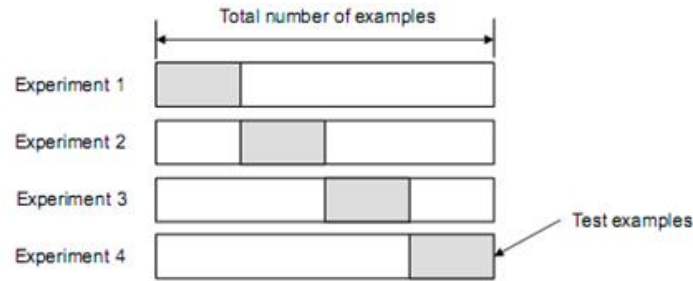 Total number of examples
Experiment 1
Experiment 2
Experiment 3
Test examples
Experiment 4